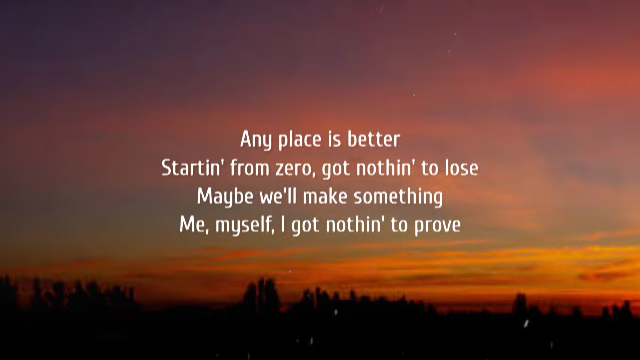 Any place is better
Startin' from zero, got nothin' to lose
Maybe we'll make something
Me, myself, I got nothin' to prove